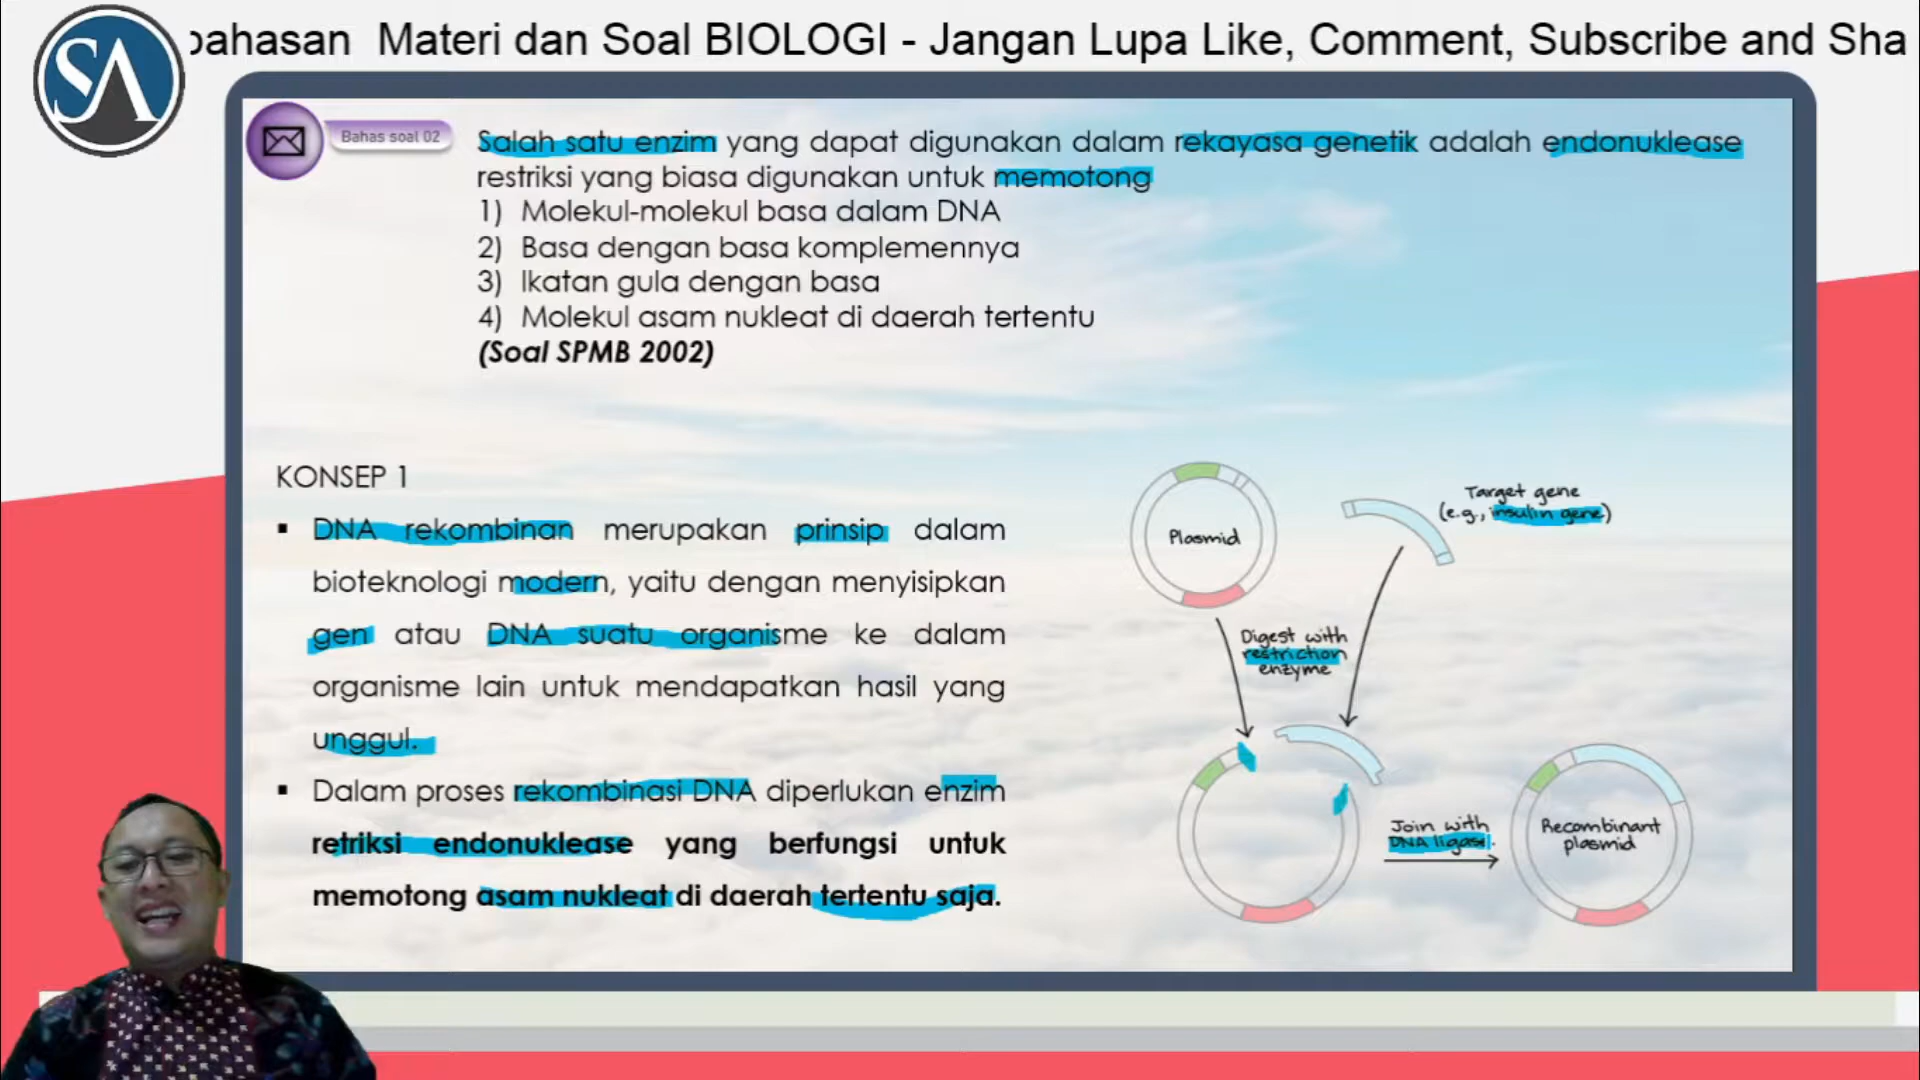 SA
bahasan Materi dan Soal BIOLOGI - Jangan Lupa Like, Comment, Subscribe and Sha
Bahas soal 02
Salah satu enzim yang dapat digunakan dalam rekayasa genetik adalah endonuklease
restriksi yang biasa digunakan untuk memotong
1) Molekul-molekul basa dalam DNA
2) Basa dengan basa komplemennya
3) Ikatan gula dengan basa
4) Molekul asam nukleat di daerah tertentu
(Soal SPMB 2002)
KONSEP 1
▪ DNA rekombinan merupakan prinsip dalam
bioteknologi modern, yaitu dengan menyisipkan
gen atau DNA suatu organisme ke dalam
organisme lain untuk mendapatkan hasil yang
unggul.
▪ Dalam proses rekombinasi DNA diperlukan enzim
retriksi endonuklease yang berfungsi untuk
memotong asam nukleat di daerah tertentu saja.
Plasmid
Target gene
(e.g., insulin gene)
Digest with
restriction
enzyme
Join with
DNA ligase.
Recombinant
plasmid